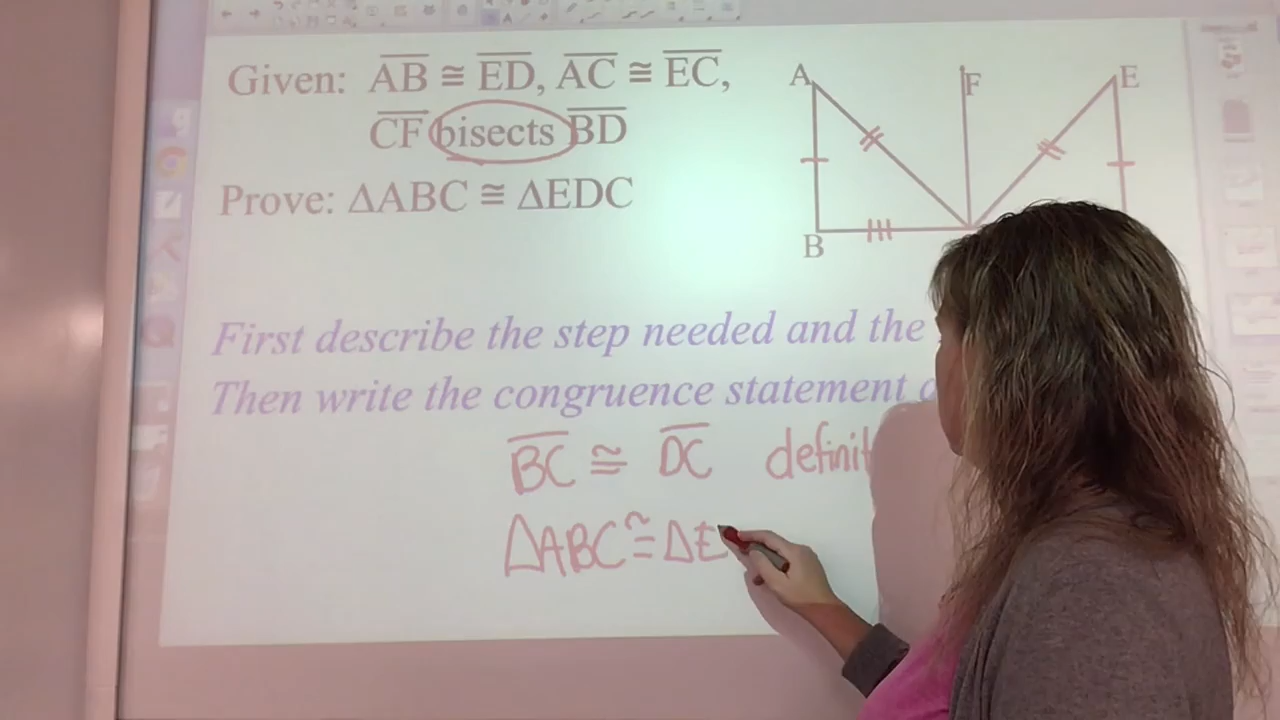 Given: AB ≅ ED, AC ≅ EC,
CF bisects BD
Prove: ΔABC ≅ ΔEDC
A F E
B
First describe the step needed and the
Then write the congruence statement
BC ≅ DC definit
ΔABC ≅ ΔE